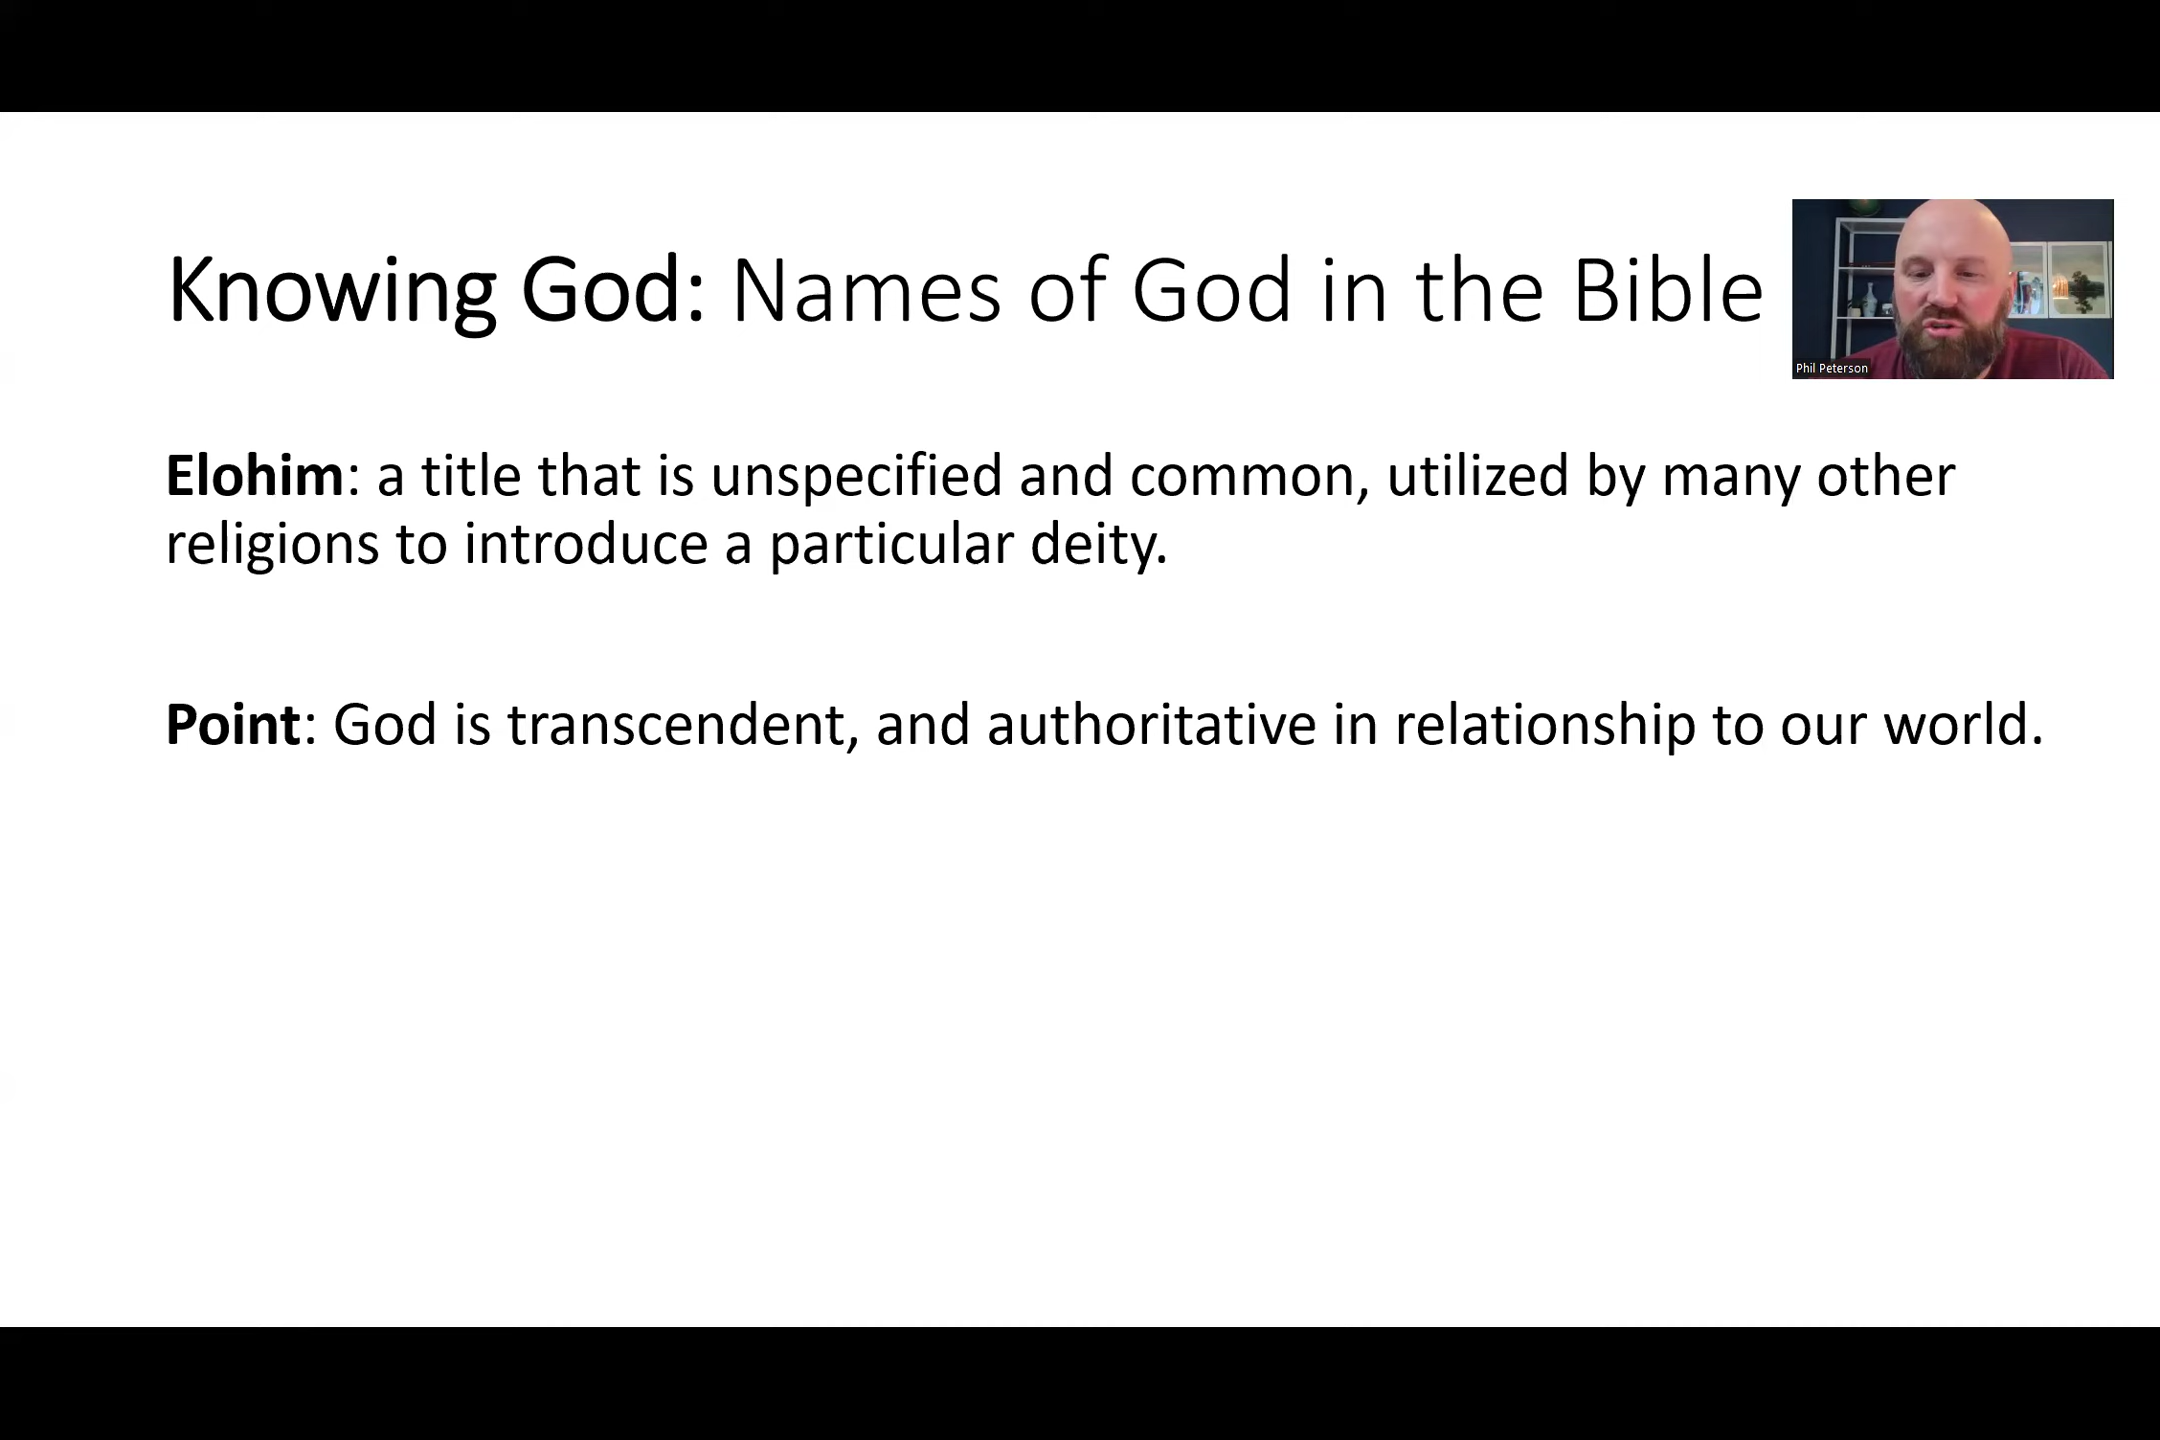 Knowing God: Names of God in the Bible
Phil Peterson
Elohim: a title that is unspecified and common, utilized by many other
religions to introduce a particular deity.
Point: God is transcendent, and authoritative in relationship to our world.